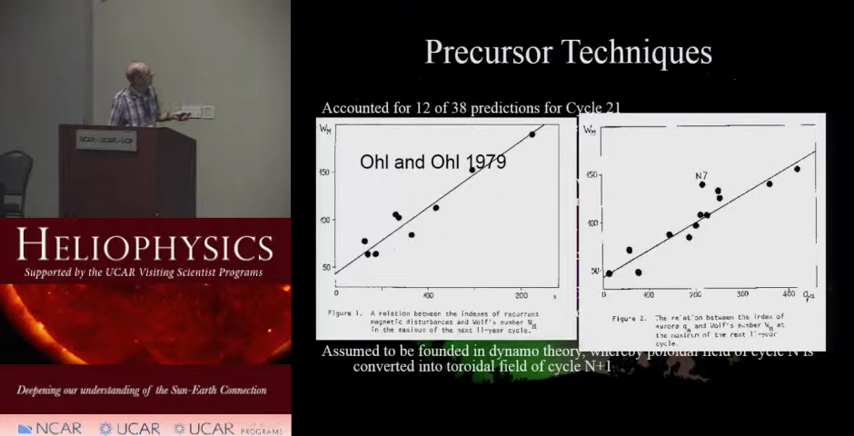 Precursor Techniques
Accounted for 12 of 38 predictions for Cycle 21
Ohl and Ohl 1979
W_M
150
100
50
0
100
200
s
Figure 1. A relation between the indexes of recurrent
magnetic disturbances and Wolf's number W_M
in the maximum of the next 11-year cycle.
W_M
N7
150
100
50
0
100
200
300
400
Figure 2. The relation between the index of
aurora q_a and Wolf's number W_M at
the maximum of the next 11-year
cycle.
Assumed to be founded in dynamo theory, whereby poloidal field of cycle N is
converted into toroidal field of cycle N+1
UCAR - UCAR - UCP
HELIOPHYSICS
Supported by the UCAR Visiting Scientist Programs
Deepening our understanding of the Sun-Earth Connection
NCAR
UCAR
UCAR PROGRAMS